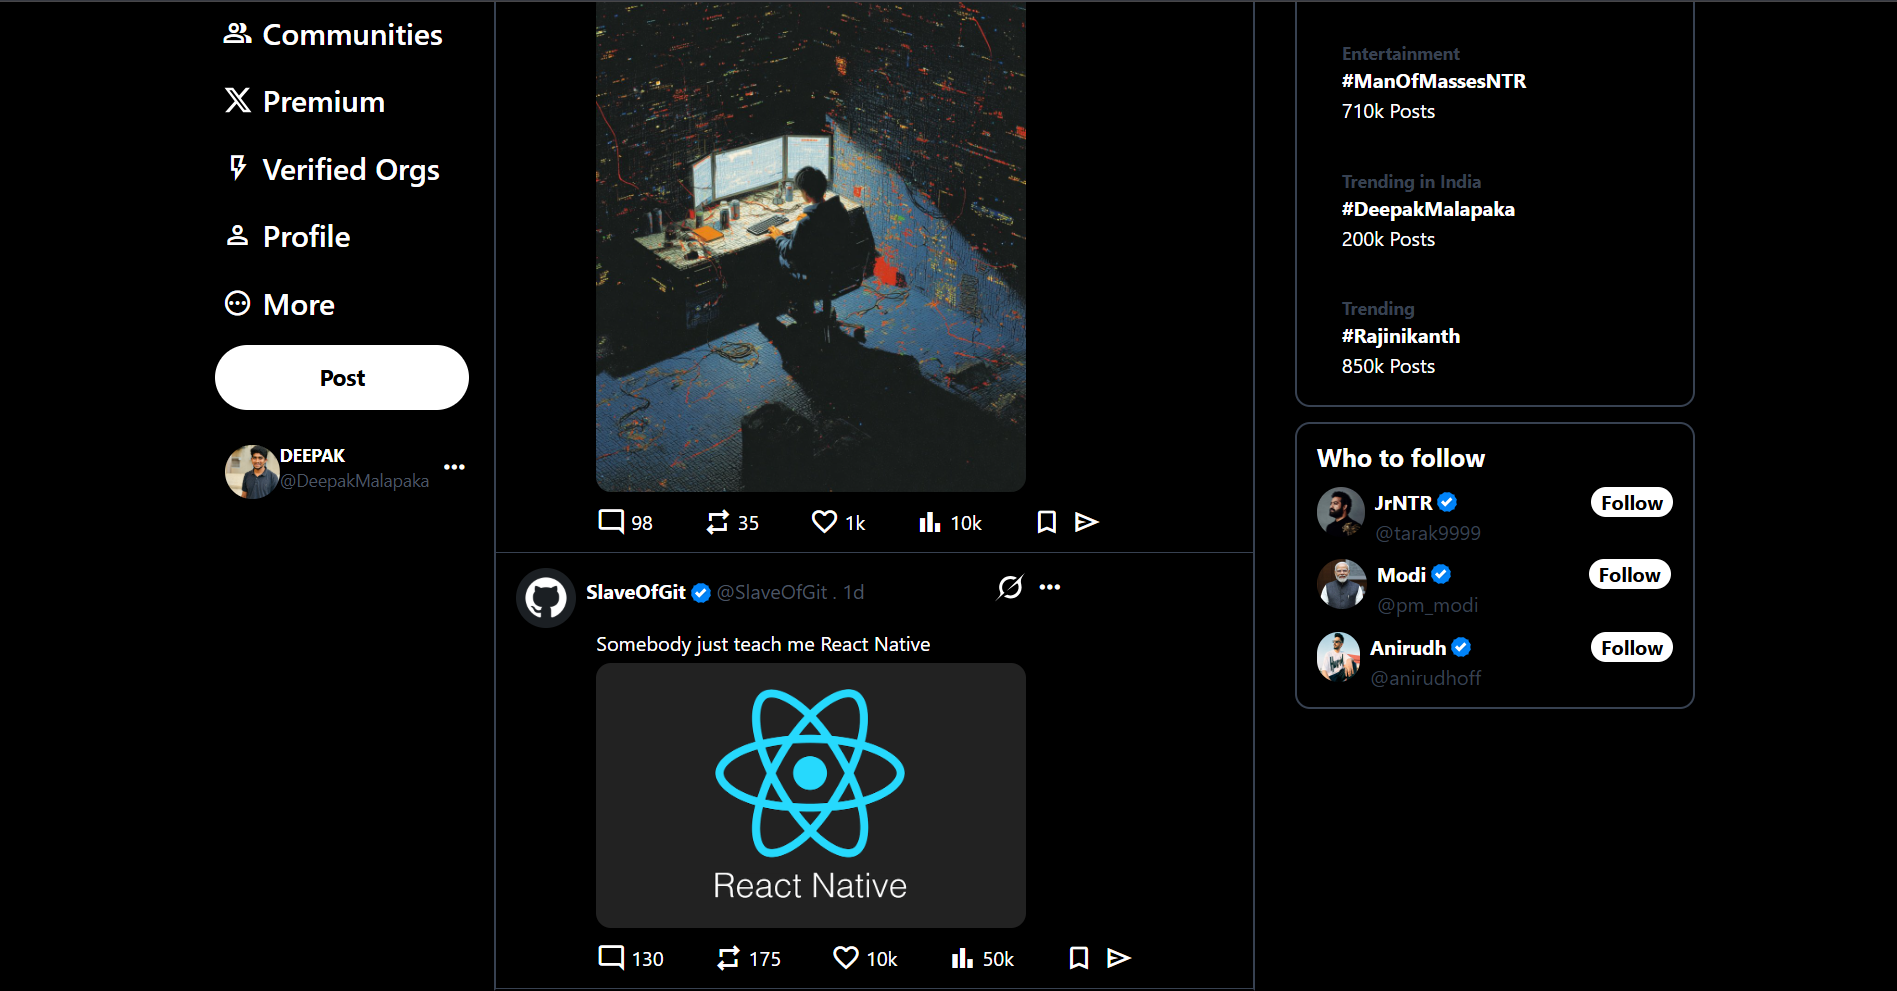 Communities
Premium
Verified Orgs
Profile
More
Post
DEEPAK
@DeepakMalapaka
98 35 1k 10k
SlaveOfGit @SlaveOfGit . 1d
Somebody just teach me React Native
React Native
130 175 10k 50k
Entertainment
#ManOfMassesNTR
710k Posts
Trending in India
#DeepakMalapaka
200k Posts
Trending
#Rajinikanth
850k Posts
Who to follow
JrNTR Follow
@tarak9999
Modi Follow
@pm_modi
Anirudh Follow
@anirudhoff